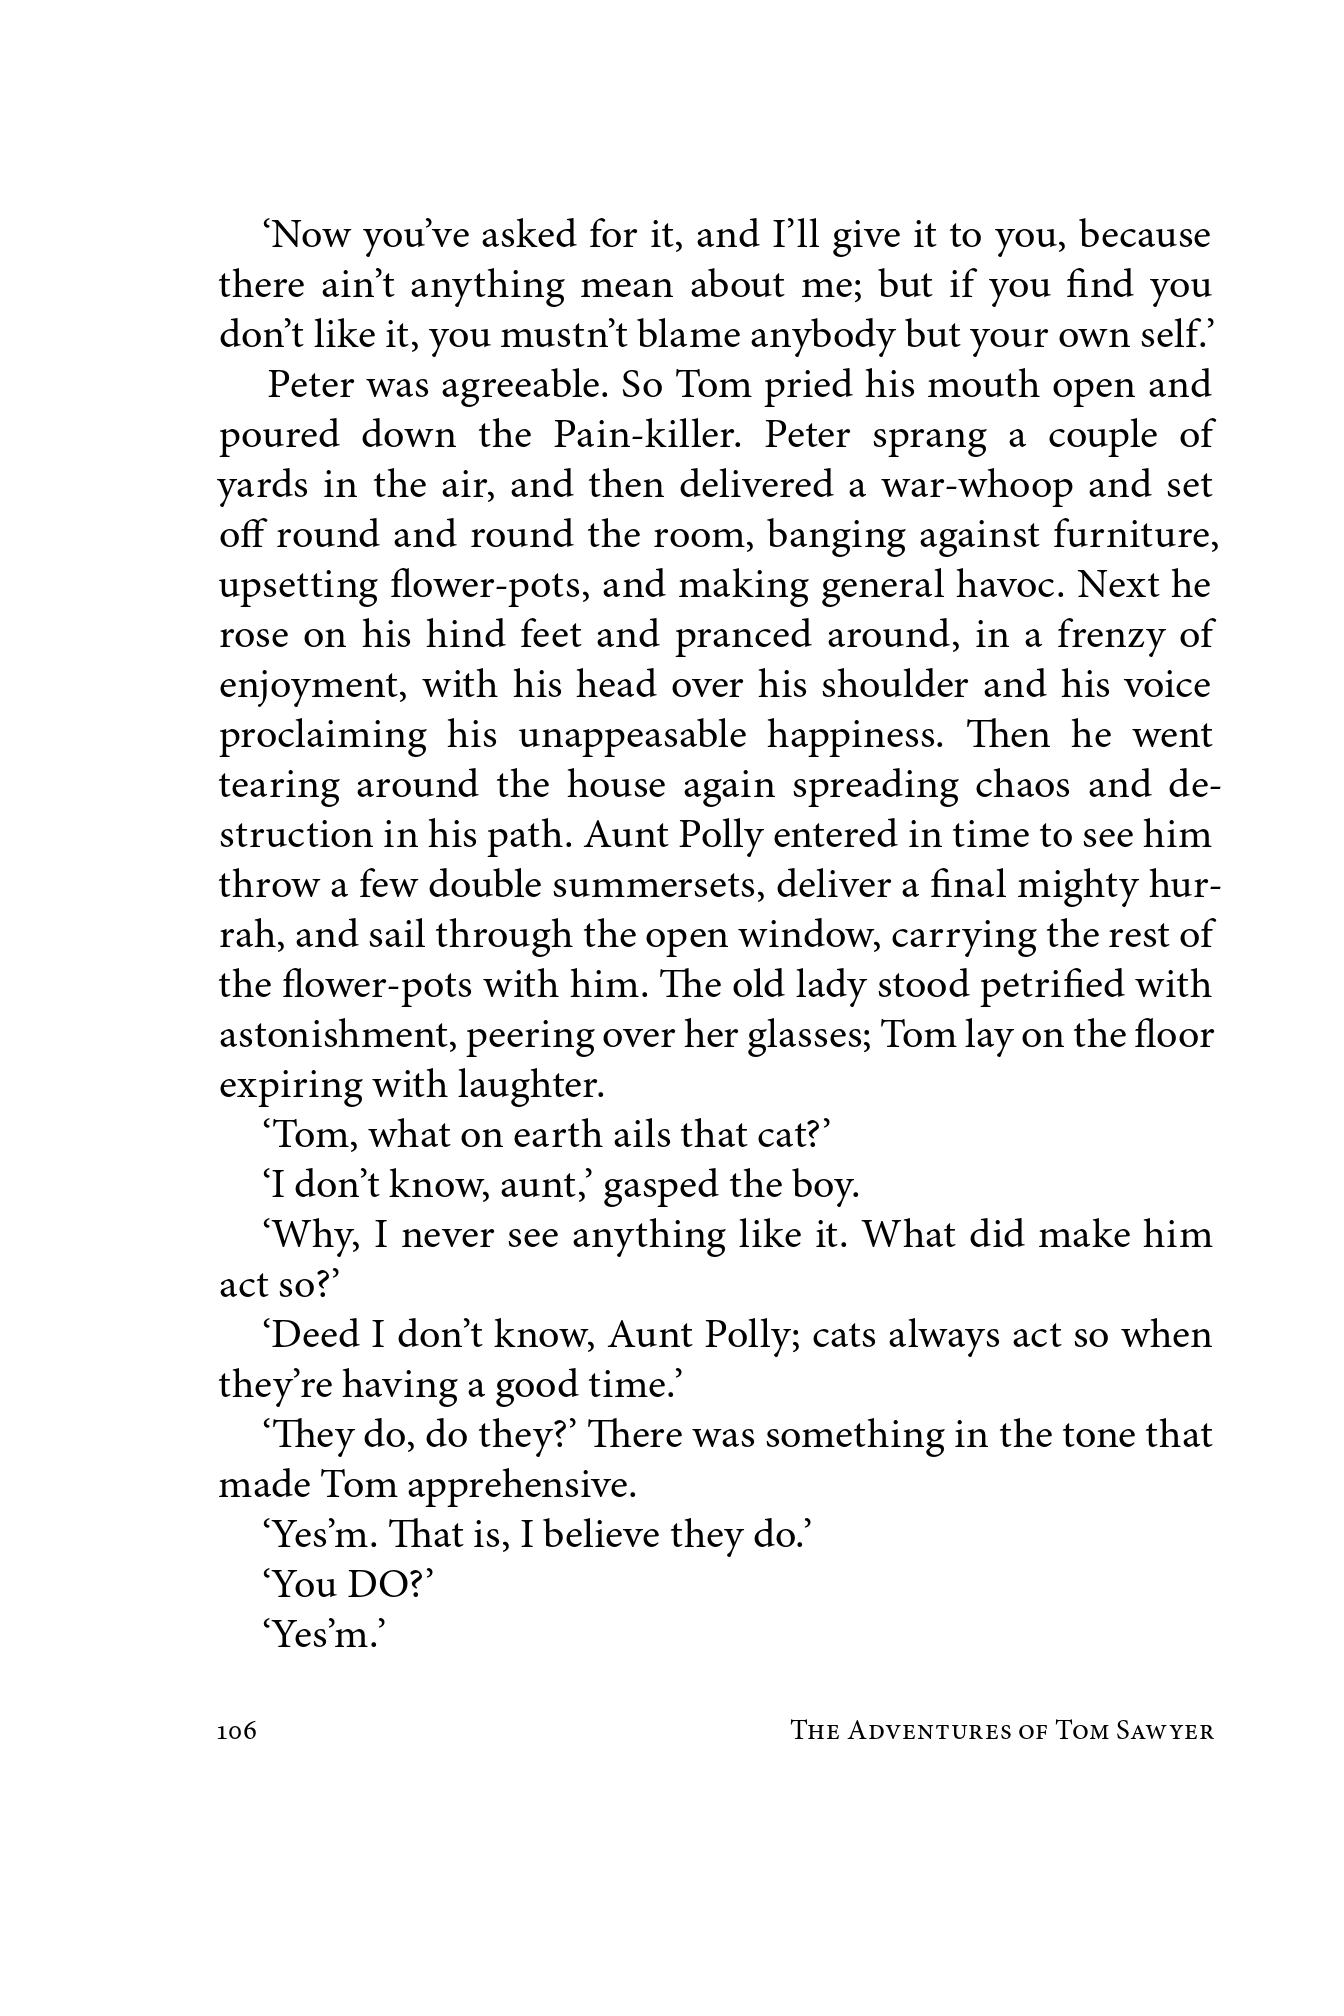 ‘Now you’ve asked for it, and I’ll give it to you, because
there ain’t anything mean about me; but if you find you
don’t like it, you mustn’t blame anybody but your own self.’
Peter was agreeable. So Tom pried his mouth open and
poured down the Pain-killer. Peter sprang a couple of
yards in the air, and then delivered a war-whoop and set
off round and round the room, banging against furniture,
upsetting flower-pots, and making general havoc. Next he
rose on his hind feet and pranced around, in a frenzy of
enjoyment, with his head over his shoulder and his voice
proclaiming his unappeasable happiness. Then he went
tearing around the house again spreading chaos and de-
struction in his path. Aunt Polly entered in time to see him
throw a few double summersets, deliver a final mighty hur-
rah, and sail through the open window, carrying the rest of
the flower-pots with him. The old lady stood petrified with
astonishment, peering over her glasses; Tom lay on the floor
expiring with laughter.
‘Tom, what on earth ails that cat?’
‘I don’t know, aunt,’ gasped the boy.
‘Why, I never see anything like it. What did make him
act so?’
‘Deed I don’t know, Aunt Polly; cats always act so when
they’re having a good time.’
‘They do, do they?’ There was something in the tone that
made Tom apprehensive.
‘Yes’m. That is, I believe they do.’
‘You DO?’
‘Yes’m.’
106 The Adventures of Tom Sawyer